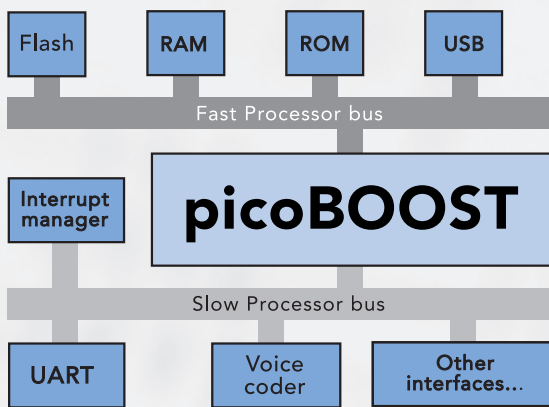 Flash
RAM
ROM
USB
Fast Processor bus
Interrupt
manager
picoBOOST
Slow Processor bus
UART
Voice
coder
Other
interfaces...